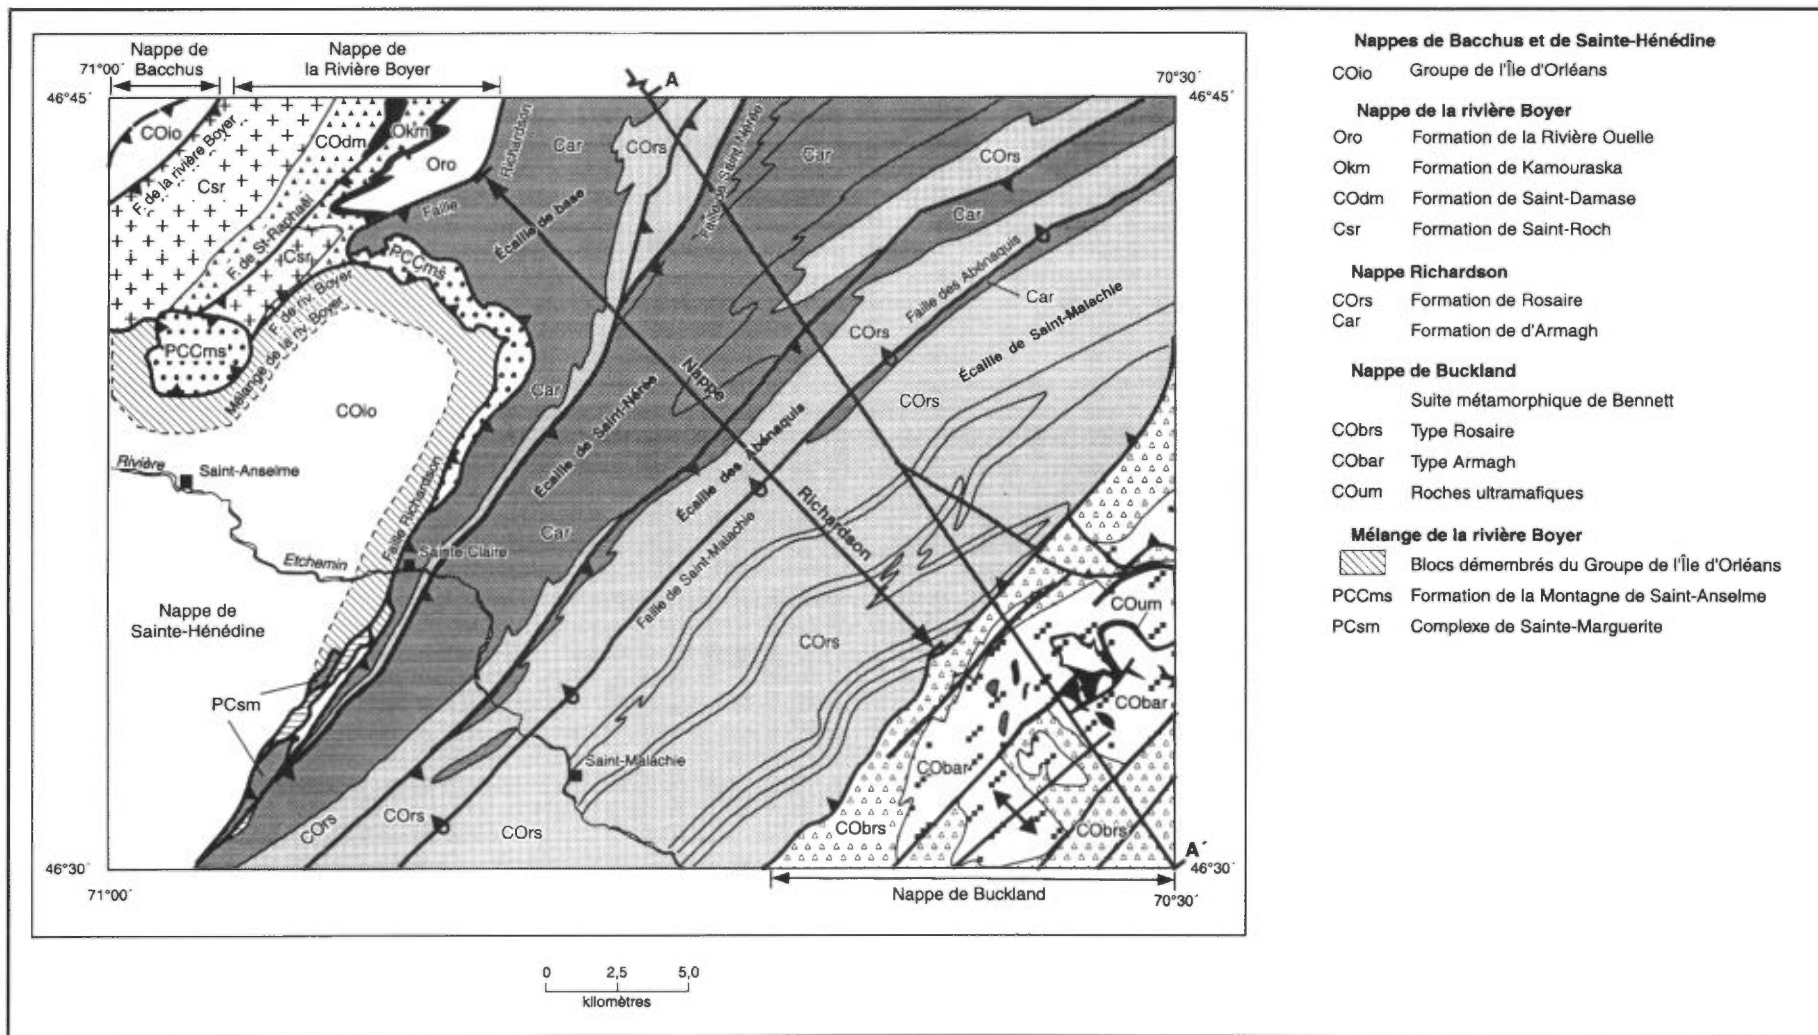 Nappe de
Bacchus
Nappe de
la Rivière Boyer
71°00´
70°30´
46°45´
46°45´
A
COio
F. de la rivière Boyer
Csr
COdm
Okm
Oro
Richardson
Car
COrs
Faille de Saint-Nérée
Car
COrs
Car
F. de St-Raphaël
Faille
Écaille de base
Csr
PCCms
F. de riv. Boyer
Mélange de la riv. Boyer
PCCms
COio
Car
Nappe
Faille des Abénaquis
Car
COrs
Écaille de Saint-Malachie
COrs
Écaille de Saint-Nérée
Écaille des Abénaquis
Richardson
Rivière
Saint-Anselme
Faille Richardson
Car
Faille de Saint-Malachie
Etchemin
Sainte-Claire
Nappe de
Sainte-Hénédine
COrs
COum
PCsm
CObar
Saint-Malachie
CObar
COrs
COrs
COrs
CObrs
CObrs
A´
46°30´
46°30´
71°00´
70°30´
Nappe de Buckland
0 2,5 5,0
kilomètres
Nappes de Bacchus et de Sainte-Hénédine
COio Groupe de l'Île d'Orléans
Nappe de la rivière Boyer
Oro Formation de la Rivière Ouelle
Okm Formation de Kamouraska
COdm Formation de Saint-Damase
Csr Formation de Saint-Roch
Nappe Richardson
COrs Formation de Rosaire
Car Formation de d'Armagh
Nappe de Buckland
Suite métamorphique de Bennett
CObrs Type Rosaire
CObar Type Armagh
COum Roches ultramafiques
Mélange de la rivière Boyer
Blocs démembrés du Groupe de l'Île d'Orléans
PCCms Formation de la Montagne de Saint-Anselme
PCsm Complexe de Sainte-Marguerite